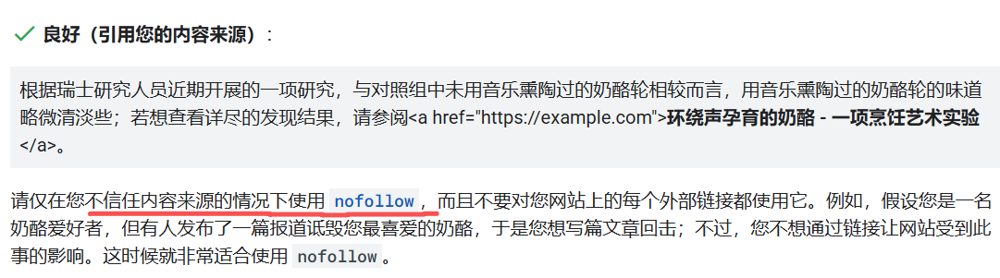 良好（引用您的内容来源）：
根据瑞士研究人员近期开展的一项研究，与对照组中未用音乐熏陶过的奶酪轮相较而言，用音乐熏陶过的奶酪轮的味道
略微清淡些；若想查看详尽的发现结果，请参阅<a href="https://example.com">环绕声孕育的奶酪 - 一项烹饪艺术实验
</a>。
请仅在您不信任内容来源的情况下使用 nofollow，而且不要对您网站上的每个外部链接都使用它。例如，假设您是一名
奶酪爱好者，但有人发布了一篇报道诋毁您最喜爱的奶酪，于是您想写篇文章回击；不过，您不想通过链接让网站受到此
事的影响。这时候就非常适合使用 nofollow。